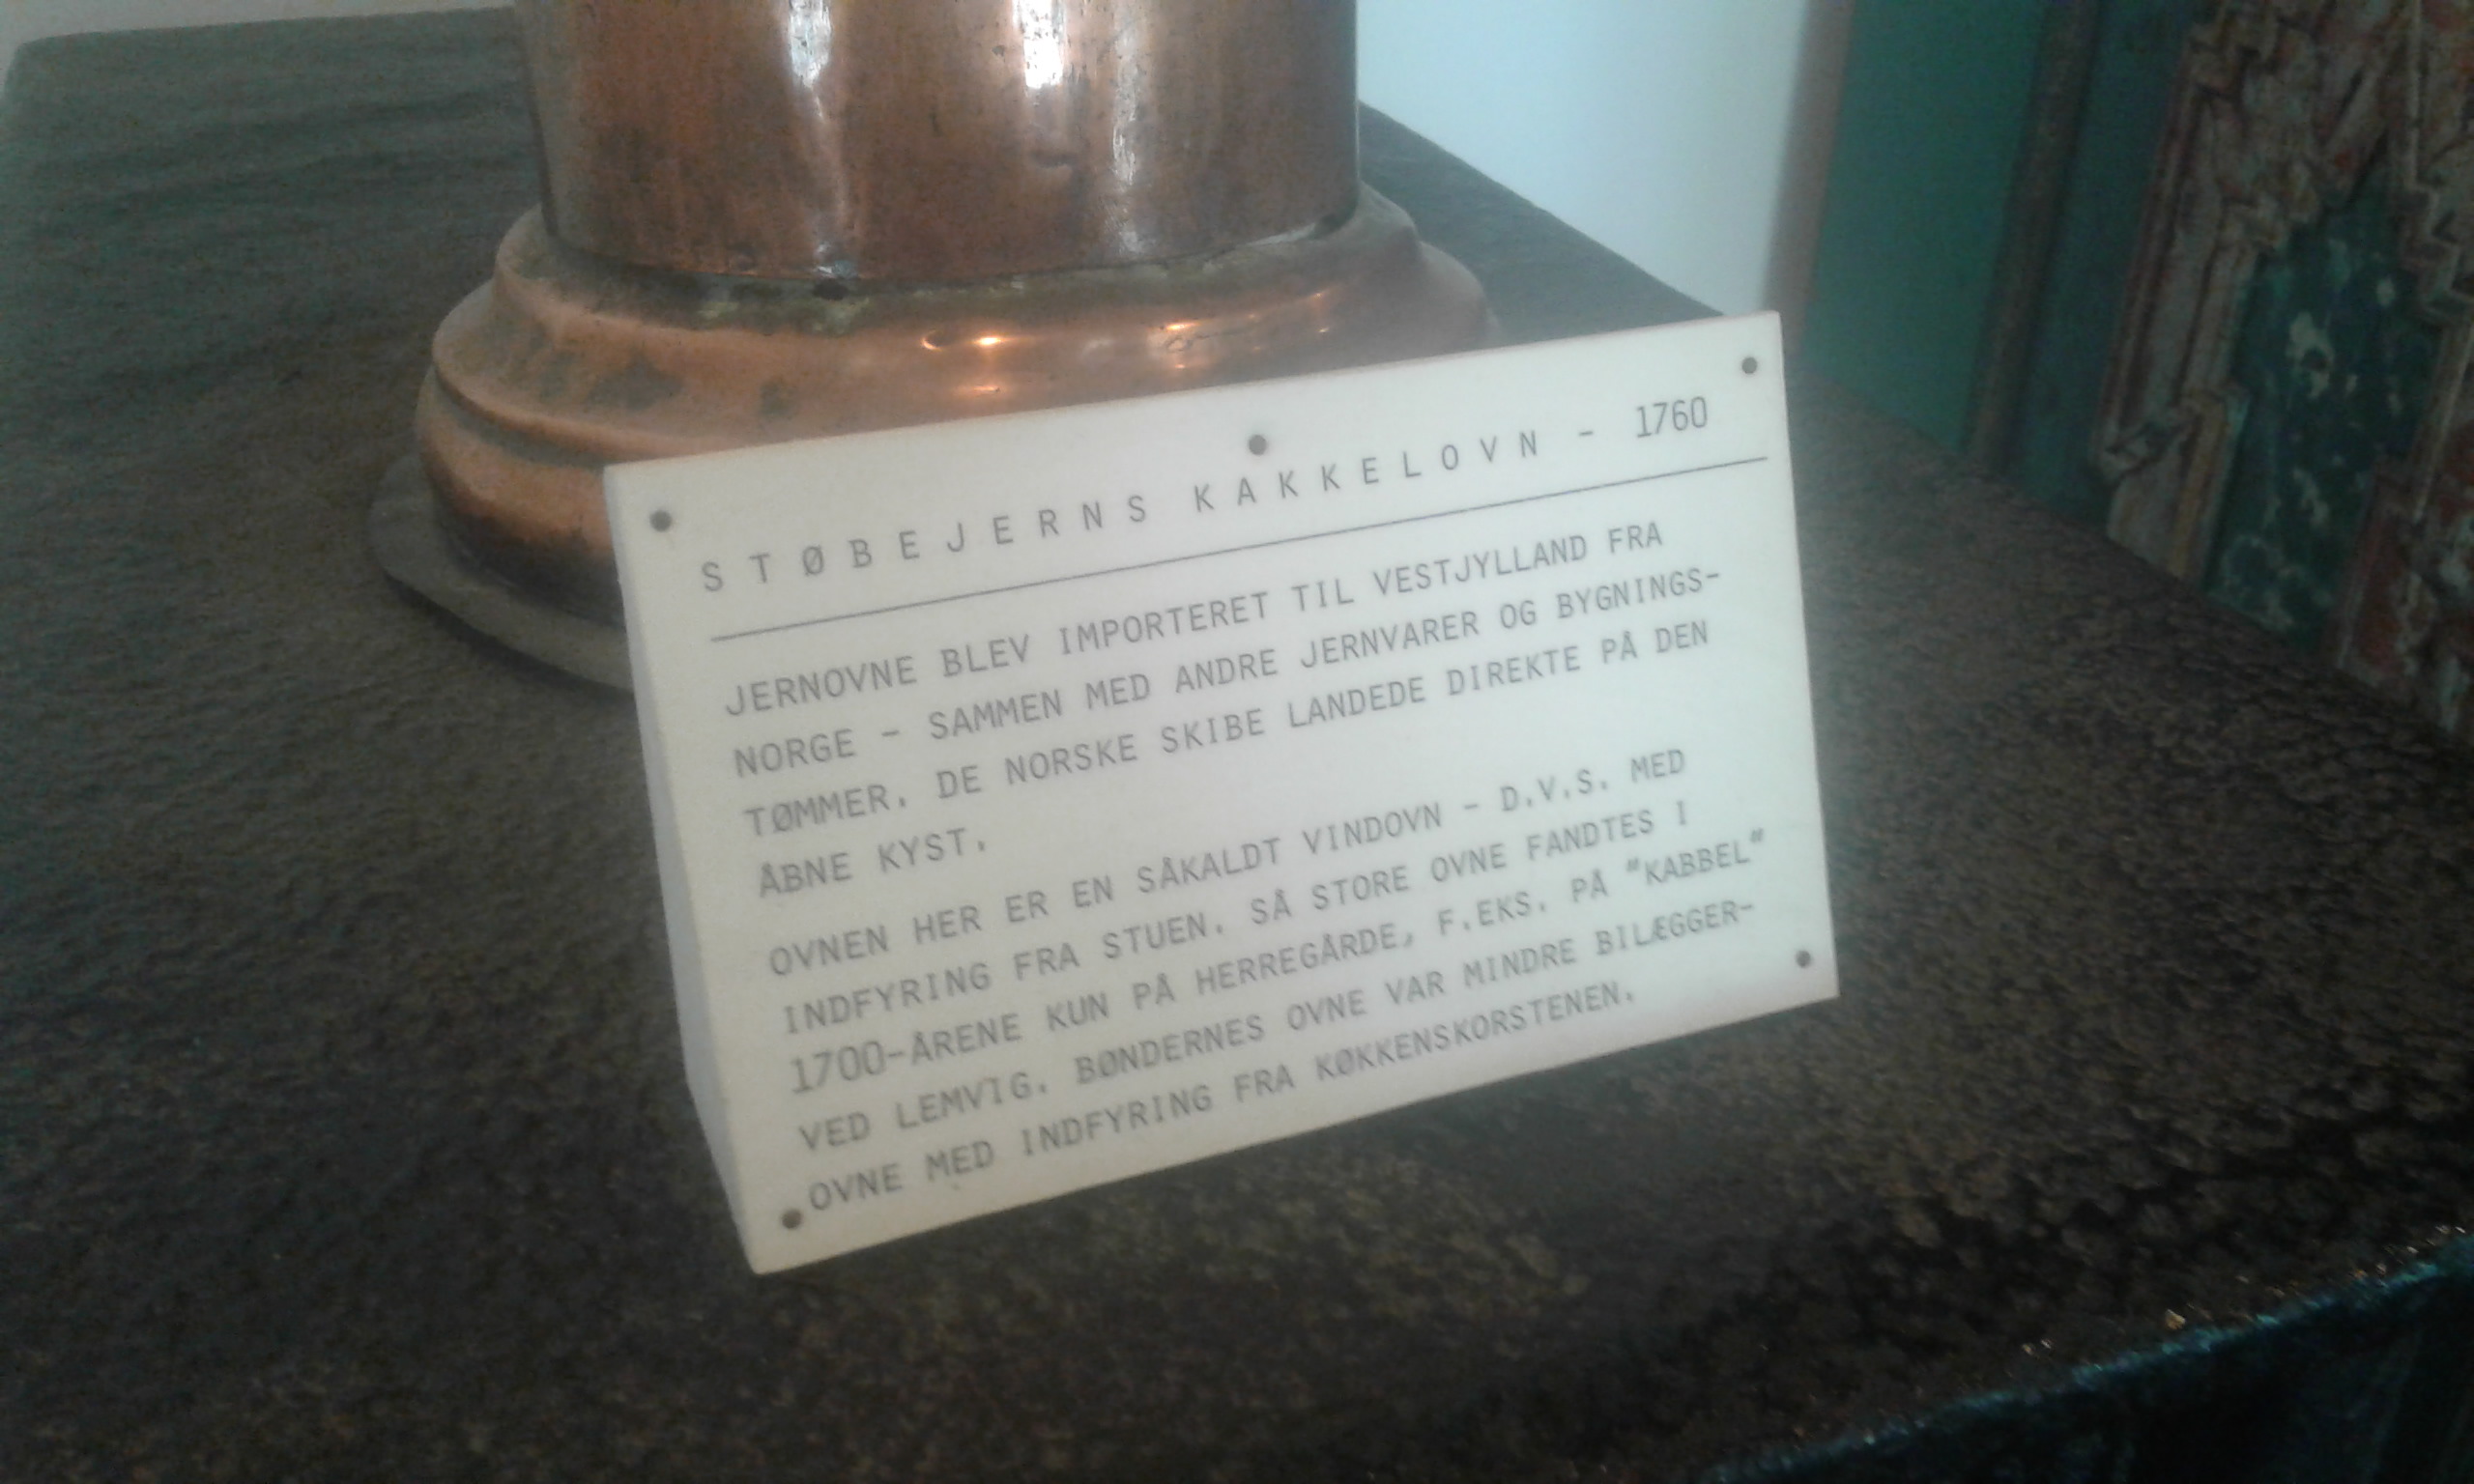 STØBEJERNS KAKKELOVN - 1760
JERNOVNE BLEV IMPORTERET TIL VESTJYLLAND FRA
NORGE - SAMMEN MED ANDRE JERNVARER OG BYGNINGS-
TØMMER. DE NORSKE SKIBE LANDEDE DIREKTE PÅ DEN
ÅBNE KYST.
OVNEN HER ER EN SÅKALDT VINDOVN - D.V.S. MED
INDFYRING FRA STUEN. SÅ STORE OVNE FANDTES I
1700-ÅRENE KUN PÅ HERREGÅRDE, F.EKS. PÅ "KABBEL"
VED LEMVIG. BØNDERNES OVNE VAR MINDRE BILÆGGER-
OVNE MED INDFYRING FRA KØKKENSKORSTENEN.